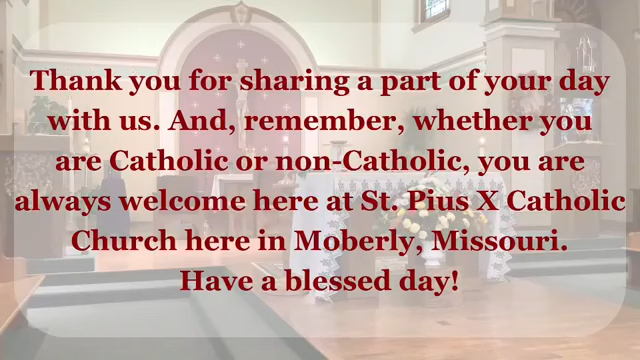 Thank you for sharing a part of your day
with us. And, remember, whether you
are Catholic or non-Catholic, you are
always welcome here at St. Pius X Catholic
Church here in Moberly, Missouri.
Have a blessed day!